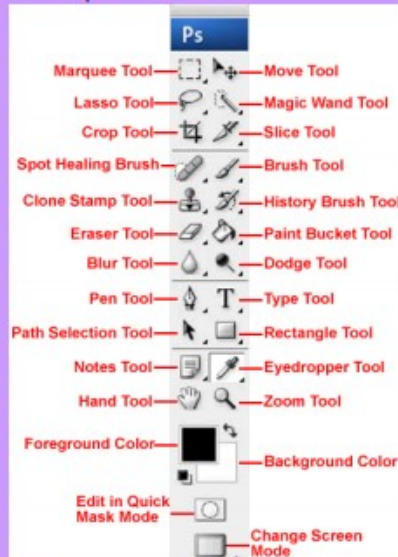 Ps
Marquee Tool Move Tool
Lasso Tool Magic Wand Tool
Crop Tool Slice Tool
Spot Healing Brush Brush Tool
Clone Stamp Tool History Brush Tool
Eraser Tool Paint Bucket Tool
Blur Tool Dodge Tool
Pen Tool T Type Tool
Path Selection Tool Rectangle Tool
Notes Tool Eyedropper Tool
Hand Tool Zoom Tool
Foreground Color
Background Color
Edit in Quick
Mask Mode
Change Screen
Mode